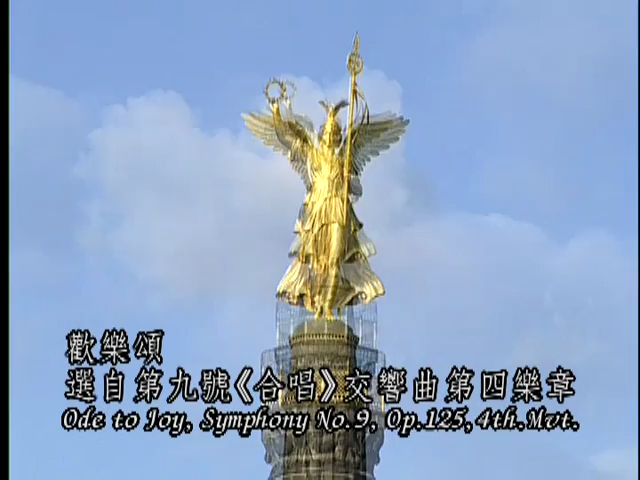 歡樂頌
選自第九號《合唱》交響曲第四樂章
Ode to Joy, Symphony No.9, Op.125, 4th.Mvt.